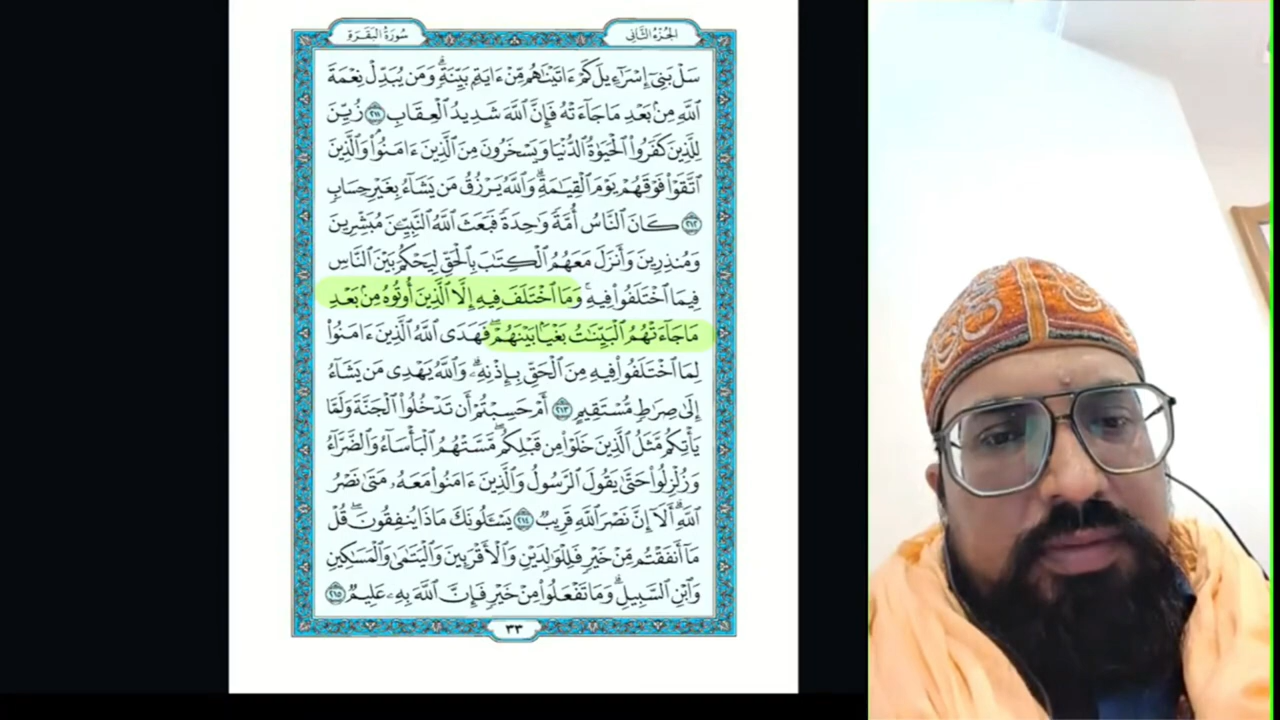 سُورَةُ البَقَرَةِ
الجُزْءُ الثَّانِي
سَلْ بَنِيٓ إِسْرَٰٓءِيلَ كَمْ ءَاتَيْنَٰهُم مِّنْ ءَايَةِۭ بَيِّنَةٍۗ وَمَن يُبَدِّلْ نِعْمَةَ
ٱللَّهِ مِنۢ بَعْدِ مَا جَآءَتْهُ فَإِنَّ ٱللَّهَ شَدِيدُ ٱلْعِقَابِ ٢١١ زُيِّنَ
لِلَّذِينَ كَفَرُواْ ٱلْحَيَوٰةُ ٱلدُّنْيَا وَيَسْخَرُونَ مِنَ ٱلَّذِينَ ءَامَنُواْۘ وَٱلَّذِينَ
ٱتَّقَوْاْ فَوْقَهُمْ يَوْمَ ٱلْقِيَٰمَةِۗ وَٱللَّهُ يَرْزُقُ مَن يَشَآءُ بِغَيْرِ حِسَابٍ
٢١٢ كَانَ ٱلنَّاسُ أُمَّةً وَٰحِدَةً فَبَعَثَ ٱللَّهُ ٱلنَّبِيِّـۧنَ مُبَشِّرِينَ
وَمُنذِرِينَ وَأَنزَلَ مَعَهُمُ ٱلْكِتَٰبَ بِٱلْحَقِّ لِيَحْكُمَ بَيْنَ ٱلنَّاسِ
فِيمَا ٱخْتَلَفُواْ فِيهِۚ وَمَا ٱخْتَلَفَ فِيهِ إِلَّا ٱلَّذِينَ أُوتُوهُ مِنۢ بَعْدِ
مَا جَآءَتْهُمُ ٱلْبَيِّنَٰتُ بَغْيَۢا بَيْنَهُمْۖ فَهَدَى ٱللَّهُ ٱلَّذِينَ ءَامَنُواْ
لِمَا ٱخْتَلَفُواْ فِيهِ مِنَ ٱلْحَقِّ بِإِذْنِهِۦۗ وَٱللَّهُ يَهْدِي مَن يَشَآءُ
إِلَىٰ صِرَٰطٍ مُّسْتَقِيمٍ ٢١٣ أَمْ حَسِبْتُمْ أَن تَدْخُلُواْ ٱلْجَنَّةَ وَلَمَّا
يَأْتِكُم مَّثَلُ ٱلَّذِينَ خَلَوْاْ مِن قَبْلِكُمۖ مَّسَّتْهُمُ ٱلْبَأْسَآءُ وَٱلضَّرَّآءُ
وَزُلْزِلُواْ حَتَّىٰ يَقُولَ ٱلرَّسُولُ وَٱلَّذِينَ ءَامَنُواْ مَعَهُۥ مَتَىٰ نَصْرُ
ٱللَّهِۗ أَلَآ إِنَّ نَصْرَ ٱللَّهِ قَرِيبٌ ٢١٤ يَسْـَٔلُونَكَ مَاذَا يُنفِقُونَۖ قُلْ
مَآ أَنفَقْتُم مِّنْ خَيْرٍ فَلِلْوَٰلِدَيْنِ وَٱلْأَقْرَبِينَ وَٱلْيَتَٰمَىٰ وَٱلْمَسَٰكِينِ
وَٱبْنِ ٱلسَّبِيلِۗ وَمَا تَفْعَلُواْ مِنْ خَيْرٍ فَإِنَّ ٱللَّهَ بِهِۦ عَلِيمٌ ٢١٥
٣٣